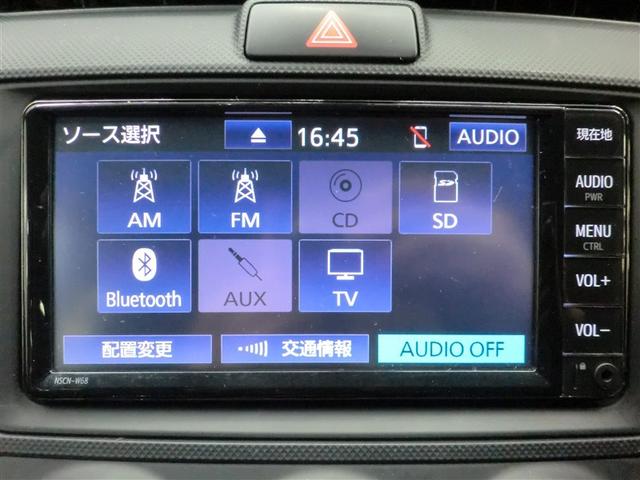 ソース選択
16:45
AUDIO
AM
FM
CD
SD
SD
Bluetooth
AUX
TV
配置変更
交通情報
AUDIO OFF
NSCN-W68
現在地
AUDIO
PWR
MENU
CTRL
VOL+
VOL−